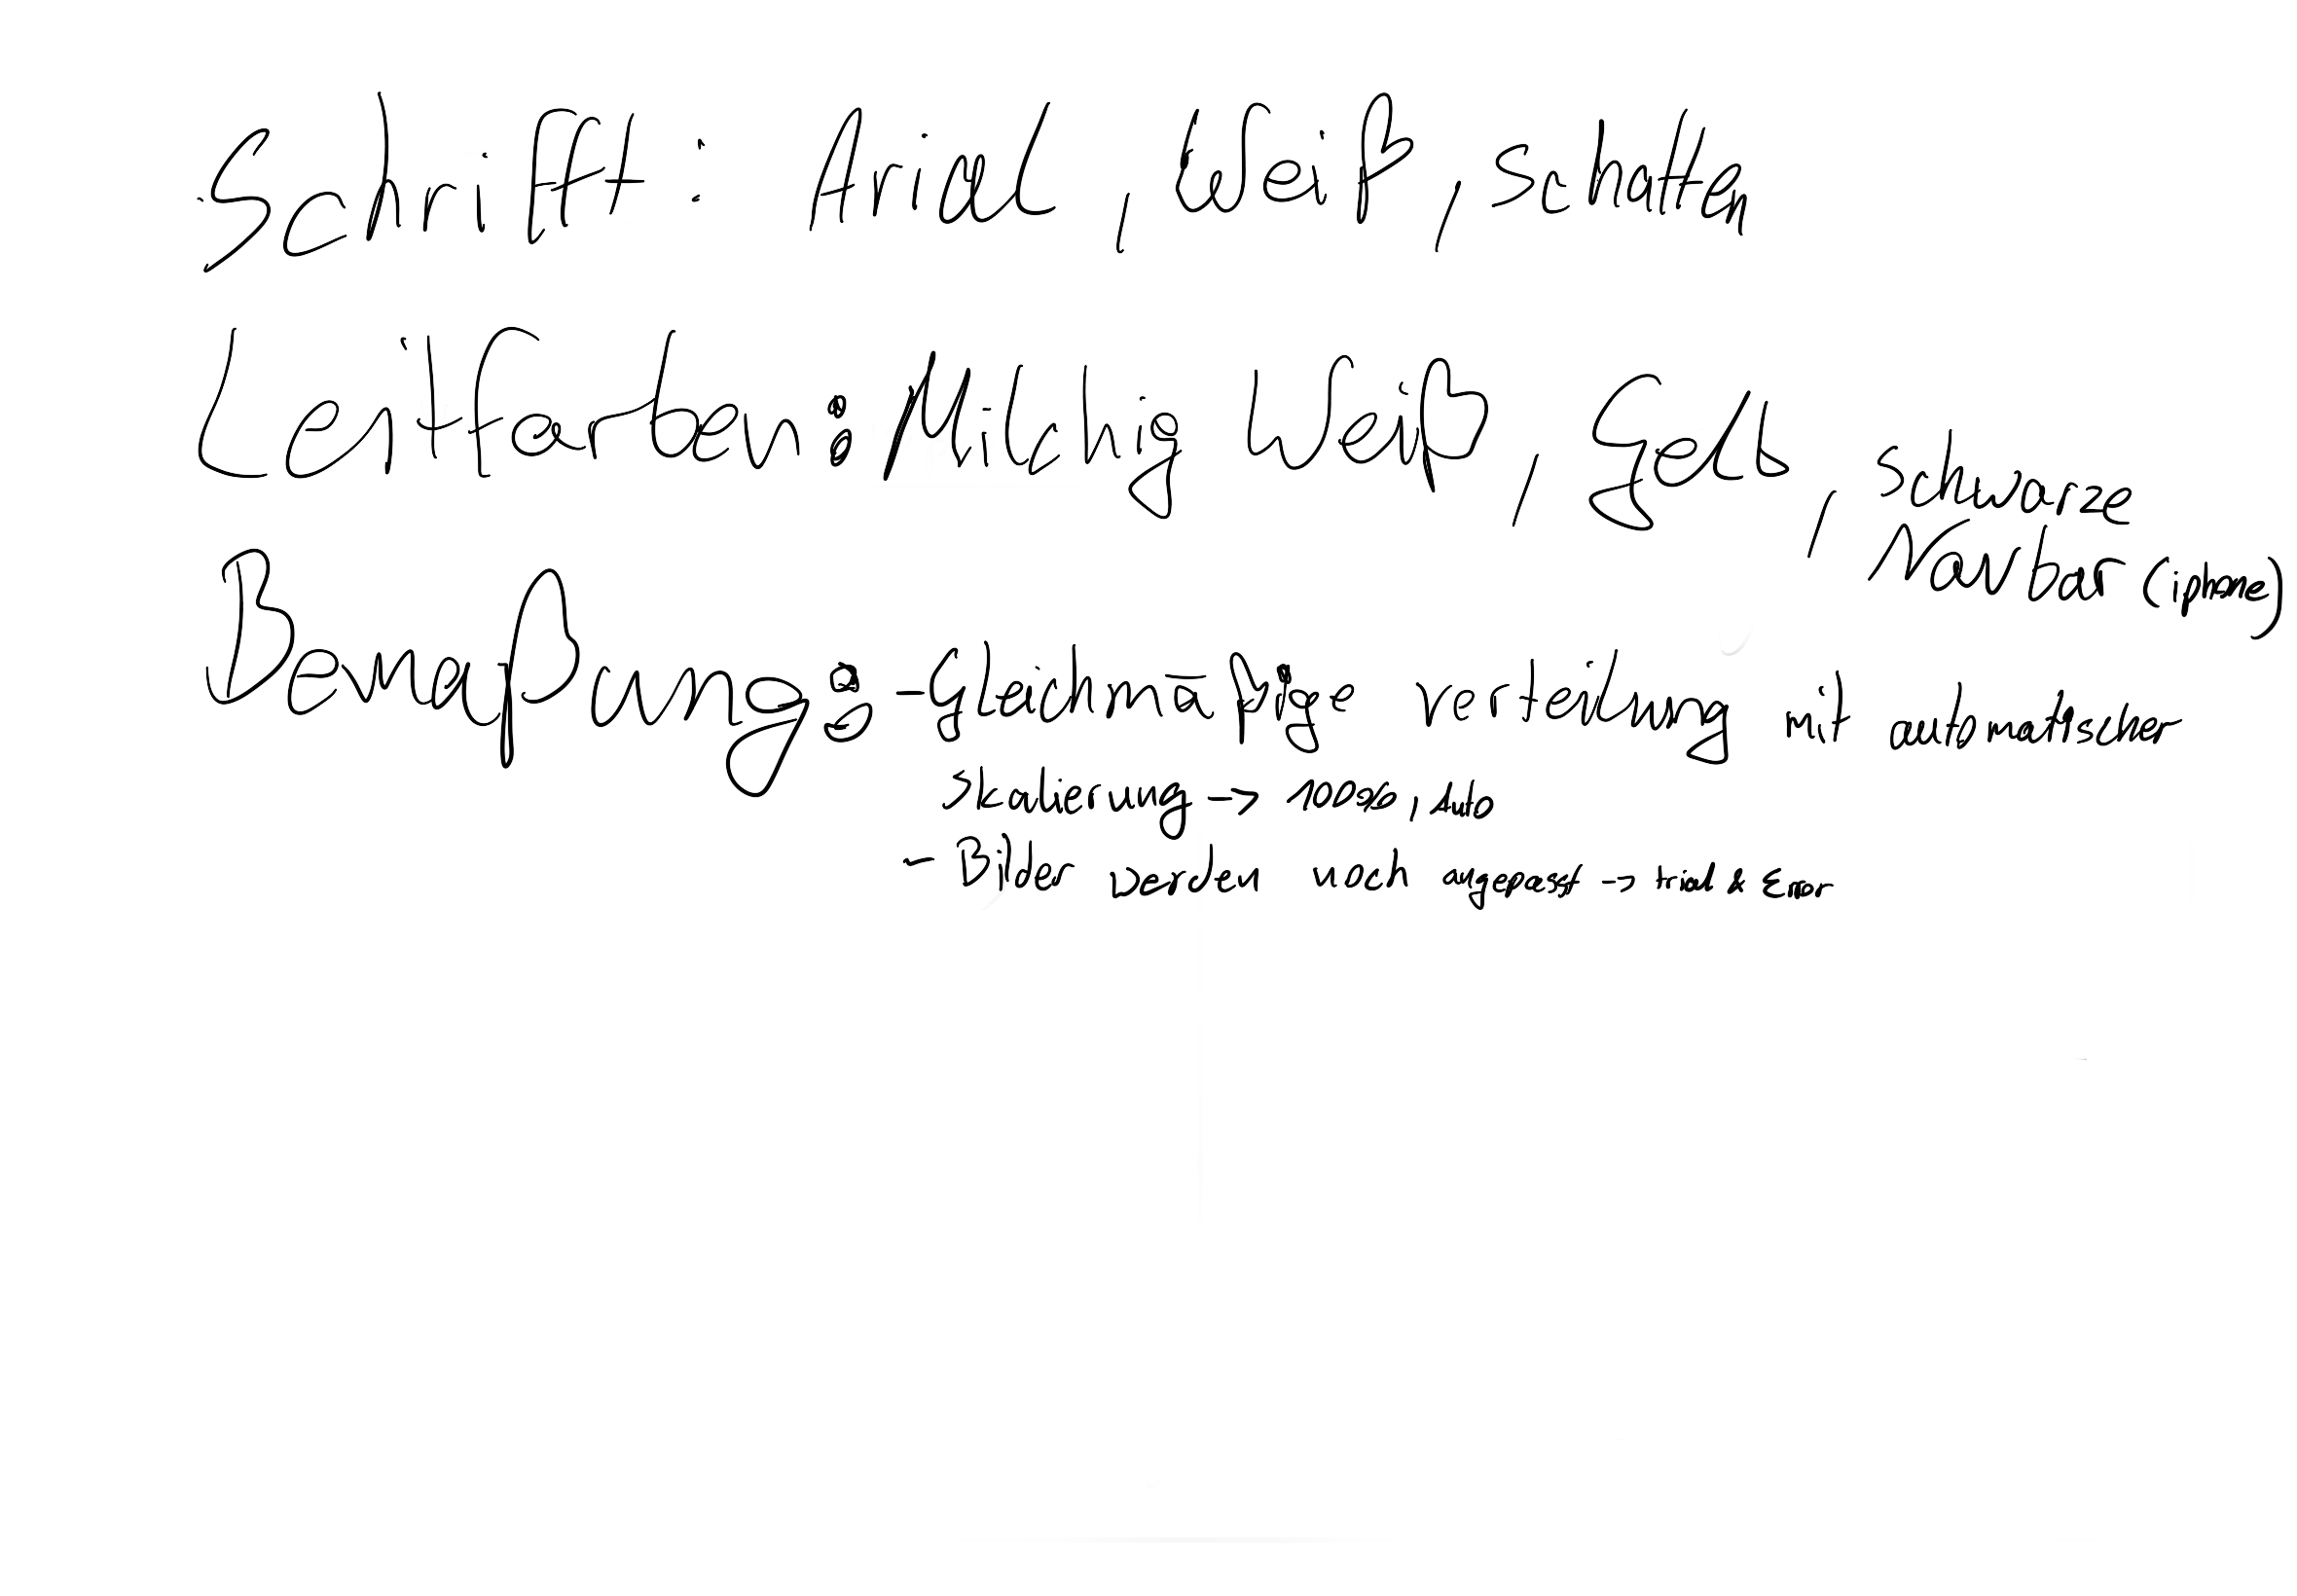 Schrifft: Arial, Weiß, schatten
Leitfarben: Milchig Weiß, Gelb, schwarze
Navbar (iphone)
Bemaßung: - Gleichmäßige verteilung mit automatischer
Skalierung -> 100%, Auto
- Bilder werden noch angepasst -> trial & Error